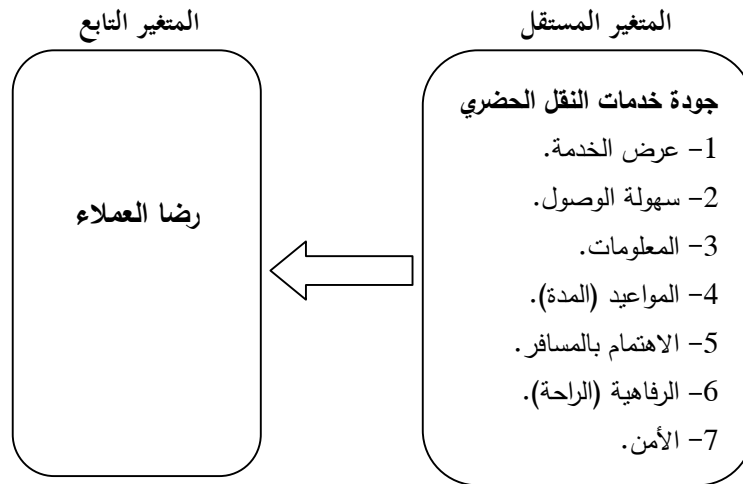 المتغير المستقل
المتغير التابع
جودة خدمات النقل الحضري
1- عرض الخدمة.
2- سهولة الوصول.
3- المعلومات.
4- المواعيد (المدة).
5- الاهتمام بالمسافر.
6- الرفاهية (الراحة).
7- الأمن.
رضا العملاء